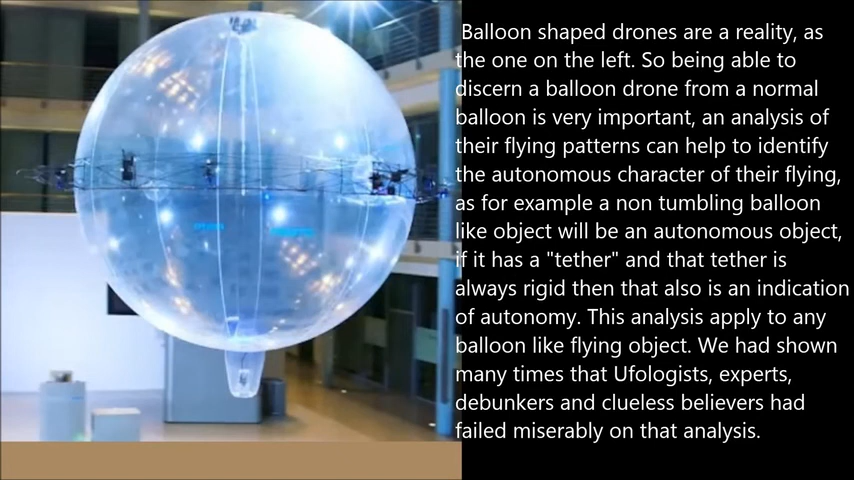 Balloon shaped drones are a reality, as
the one on the left. So being able to
discern a balloon drone from a normal
balloon is very important, an analysis of
their flying patterns can help to identify
the autonomous character of their flying,
as for example a non tumbling balloon
like object will be an autonomous object,
if it has a "tether" and that tether is
always rigid then that also is an indication
of autonomy. This analysis apply to any
balloon like flying object. We had shown
many times that Ufologists, experts,
debunkers and clueless believers had
failed miserably on that analysis.